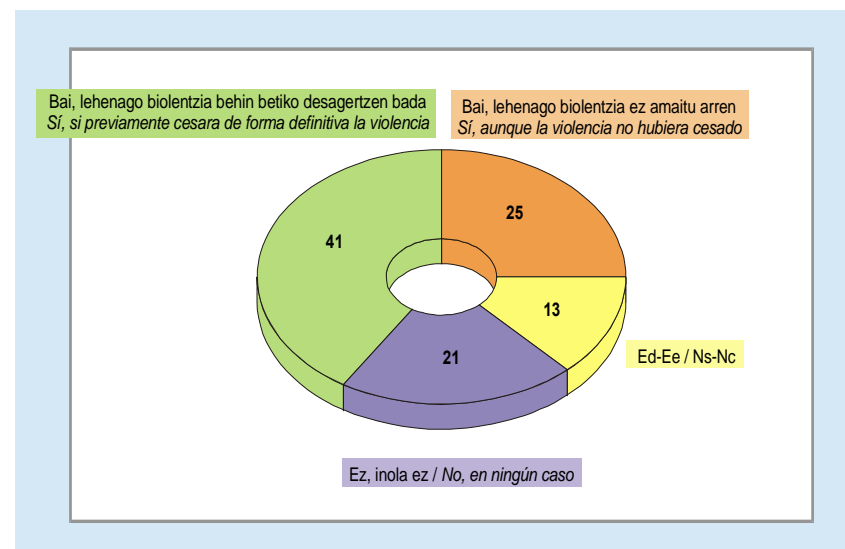 Bai, lehenago biolentzia behin betiko desagertzen bada
Sí, si previamente cesara de forma definitiva la violencia
Bai, lehenago biolentzia ez amaitu arren
Sí, aunque la violencia no hubiera cesado
25
41
13
21
Ed-Ee / Ns-Nc
Ez, inola ez / No, en ningún caso